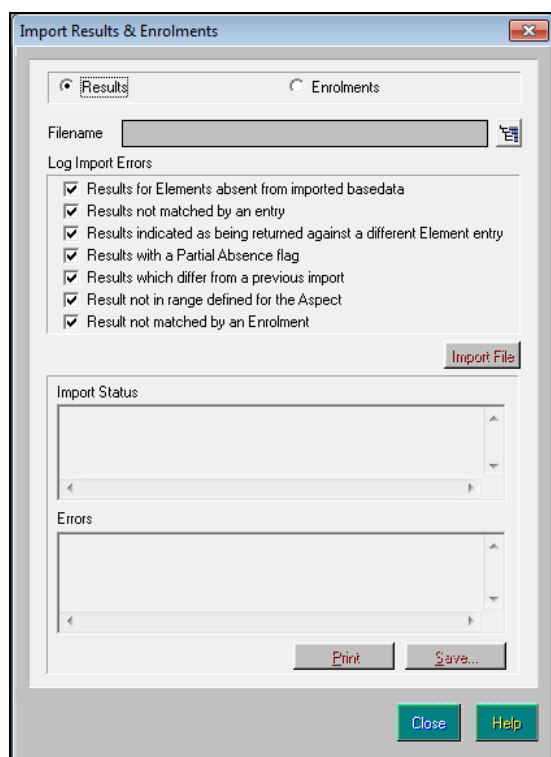 Import Results & Enrolments
Results
Enrolments
Filename
Log Import Errors
Results for Elements absent from imported basedata
Results not matched by an entry
Results indicated as being returned against a different Element entry
Results with a Partial Absence flag
Results which differ from a previous import
Result not in range defined for the Aspect
Result not matched by an Enrolment
Import File
Import Status
Errors
Print
Save...
Close
Help